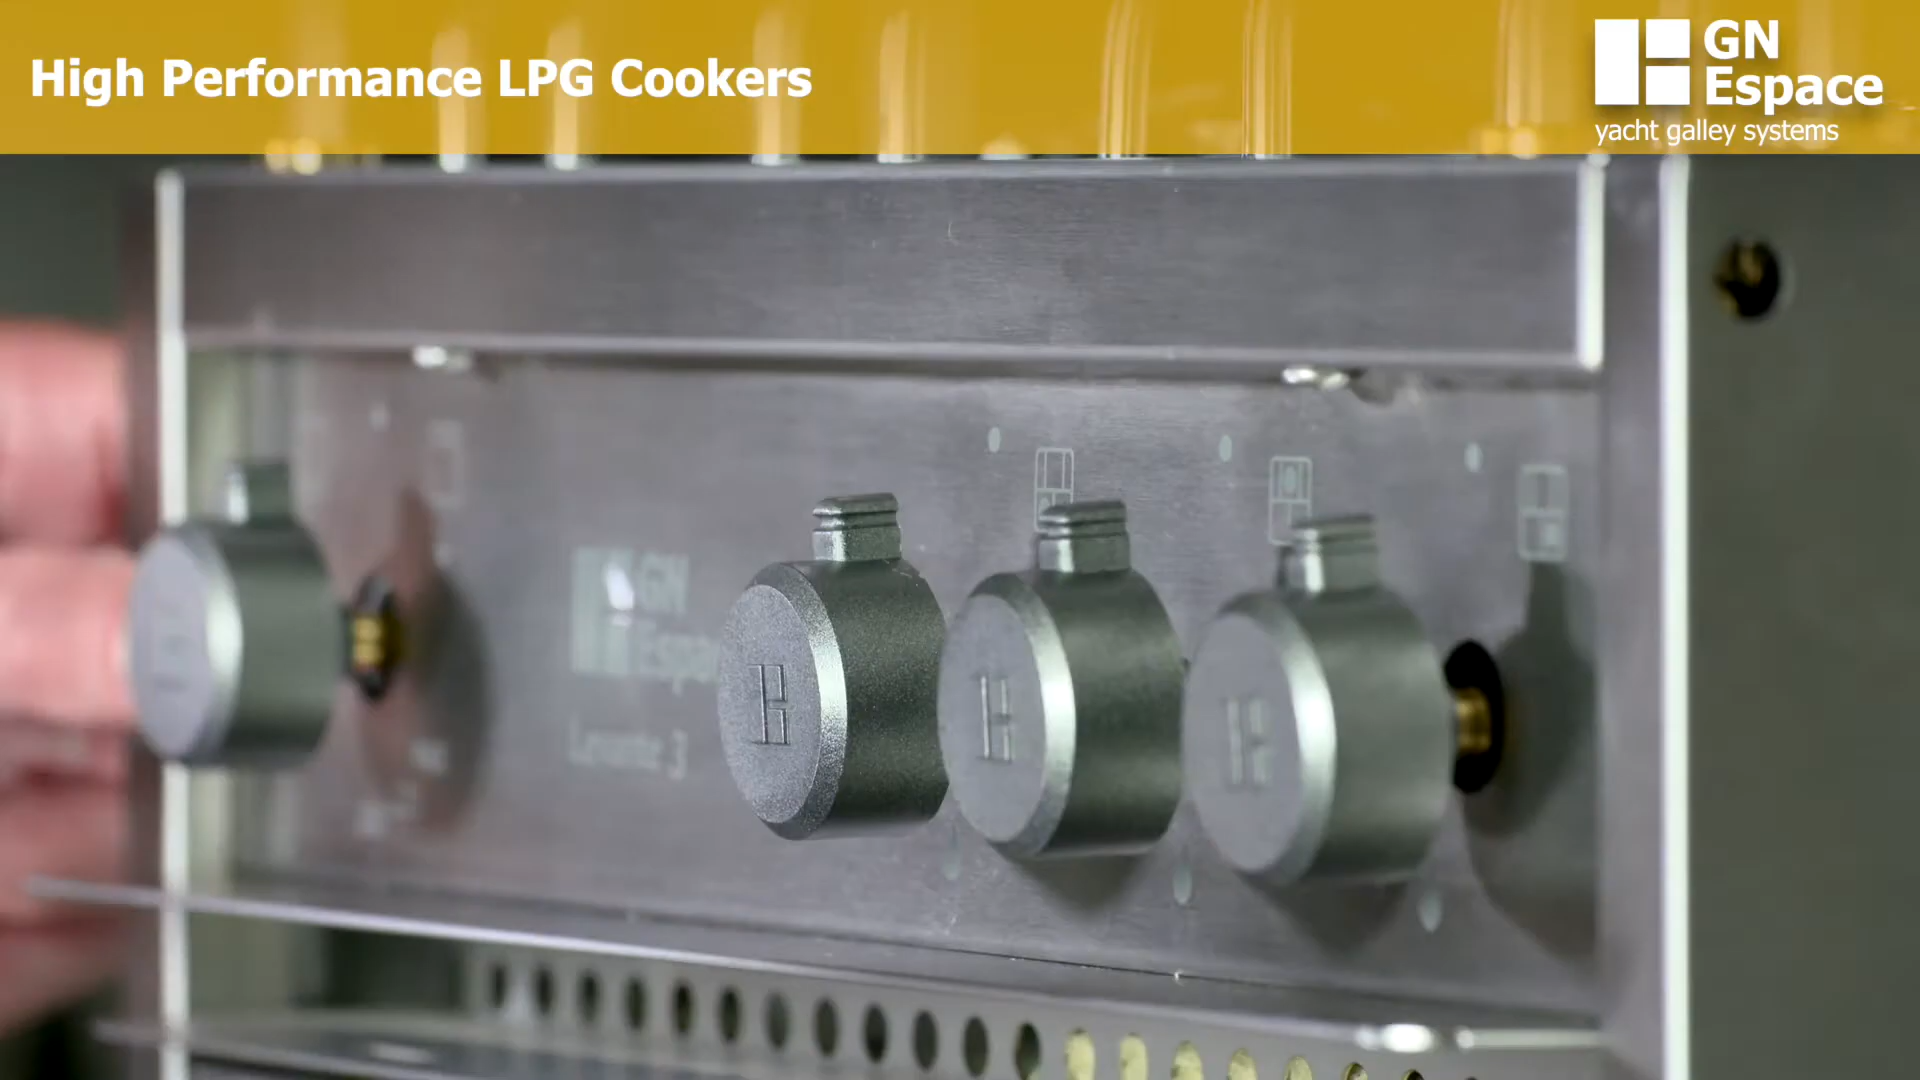 High Performance LPG Cookers
GN
Espace
yacht galley systems
GN
Levante 3